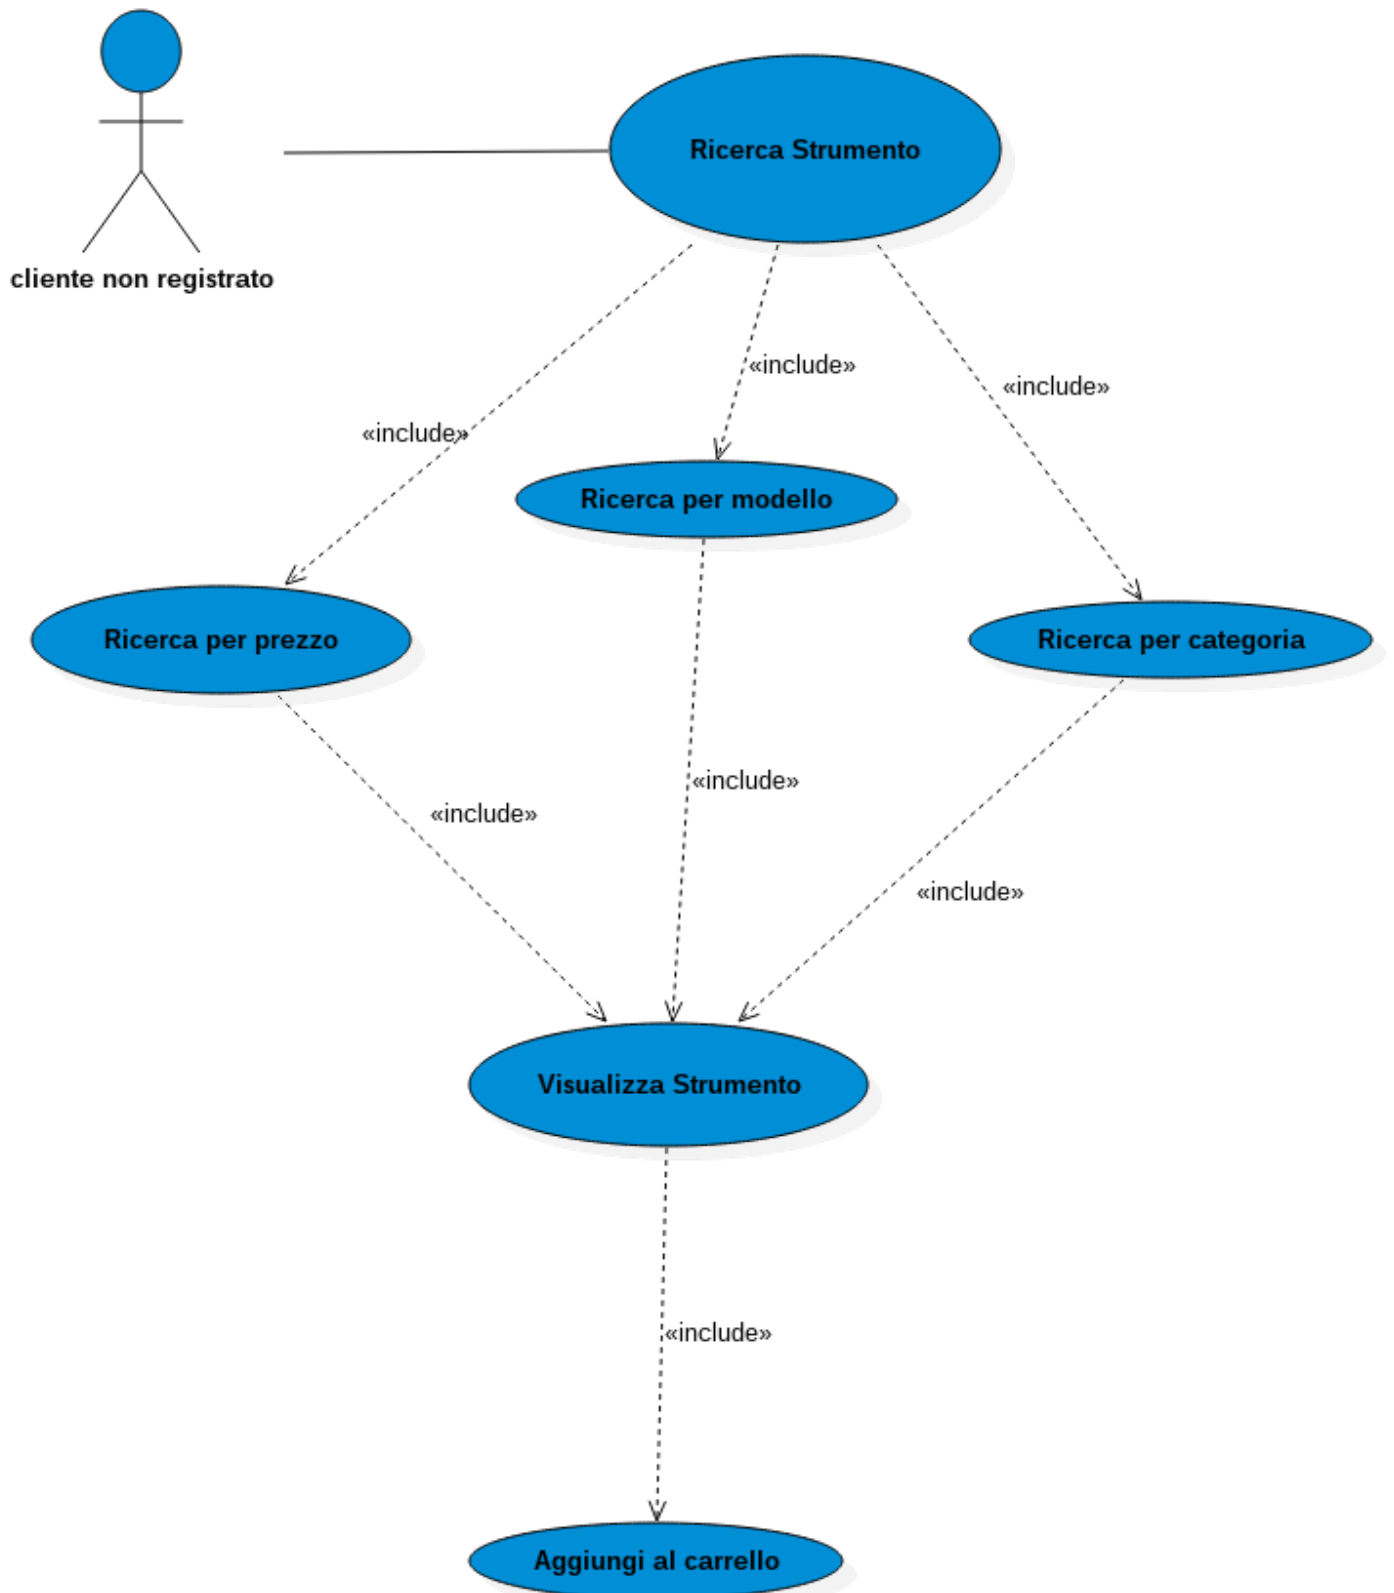 Ricerca Strumento
cliente non registrato
«include»
«include»
«include»
Ricerca per modello
Ricerca per prezzo
Ricerca per categoria
«include»
«include»
«include»
Visualizza Strumento
«include»
Aggiungi al carrello